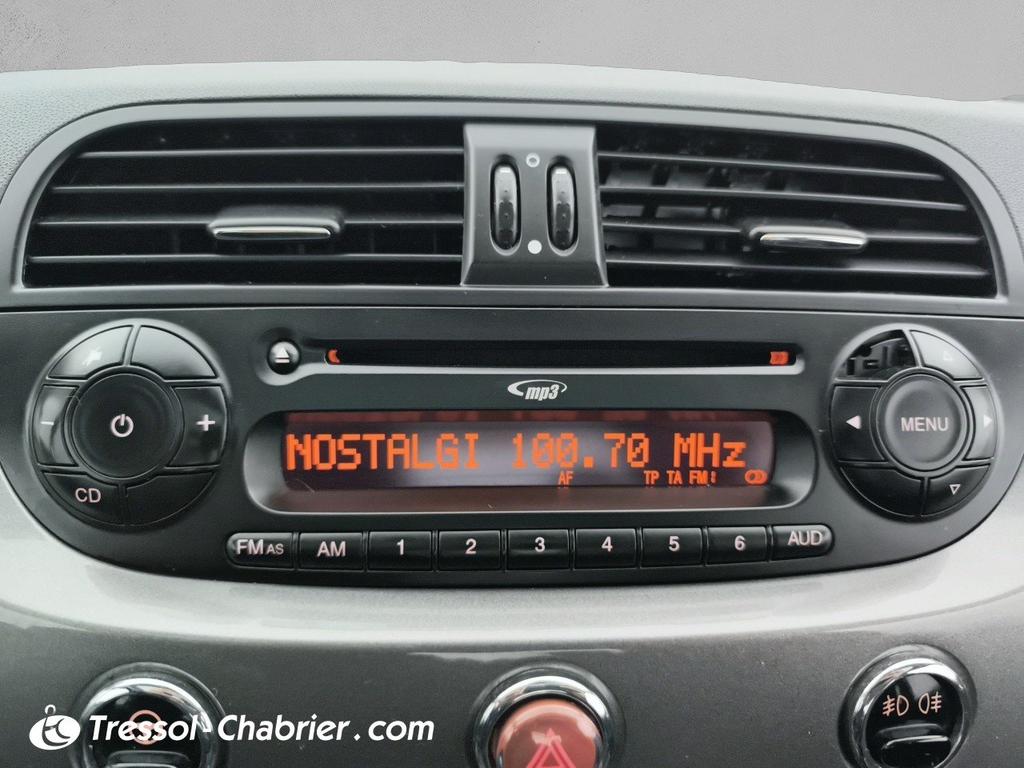 mp3
NOSTALGI 100.70 MHz
AF TP TA FM
MENU
CD
FM AS AM 1 2 3 4 5 6 AUD
Tressol-Chabrier.com